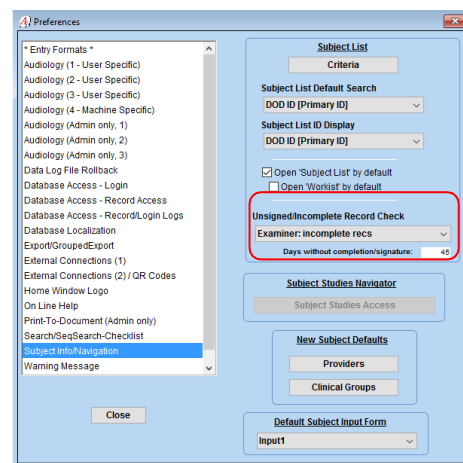 Preferences
* Entry Formats *
Audiology (1 - User Specific)
Audiology (2 - User Specific)
Audiology (3 - User Specific)
Audiology (4 - Machine Specific)
Audiology (Admin only, 1)
Audiology (Admin only, 2)
Audiology (Admin only, 3)
Data Log File Rollback
Database Access - Login
Database Access - Record Access
Database Access - Record/Login Logs
Database Localization
Export/GroupedExport
External Connections (1)
External Connections (2) / QR Codes
Home Window Logo
On Line Help
Print-To-Document (Admin only)
Search/SeqSearch-Checklist
Subject Info/Navigation
Warning Message
Close
Subject List
Criteria
Subject List Default Search
DOD ID [Primary ID]
Subject List ID Display
DOD ID [Primary ID]
Open 'Subject List' by default
Open 'Workist' by default
Unsigned/Incomplete Record Check
Examiner: incomplete recs
Days without completion/signature: 45
Subject Studies Navigator
Subject Studies Access
New Subject Defaults
Providers
Clinical Groups
Default Subject Input Form
Input1